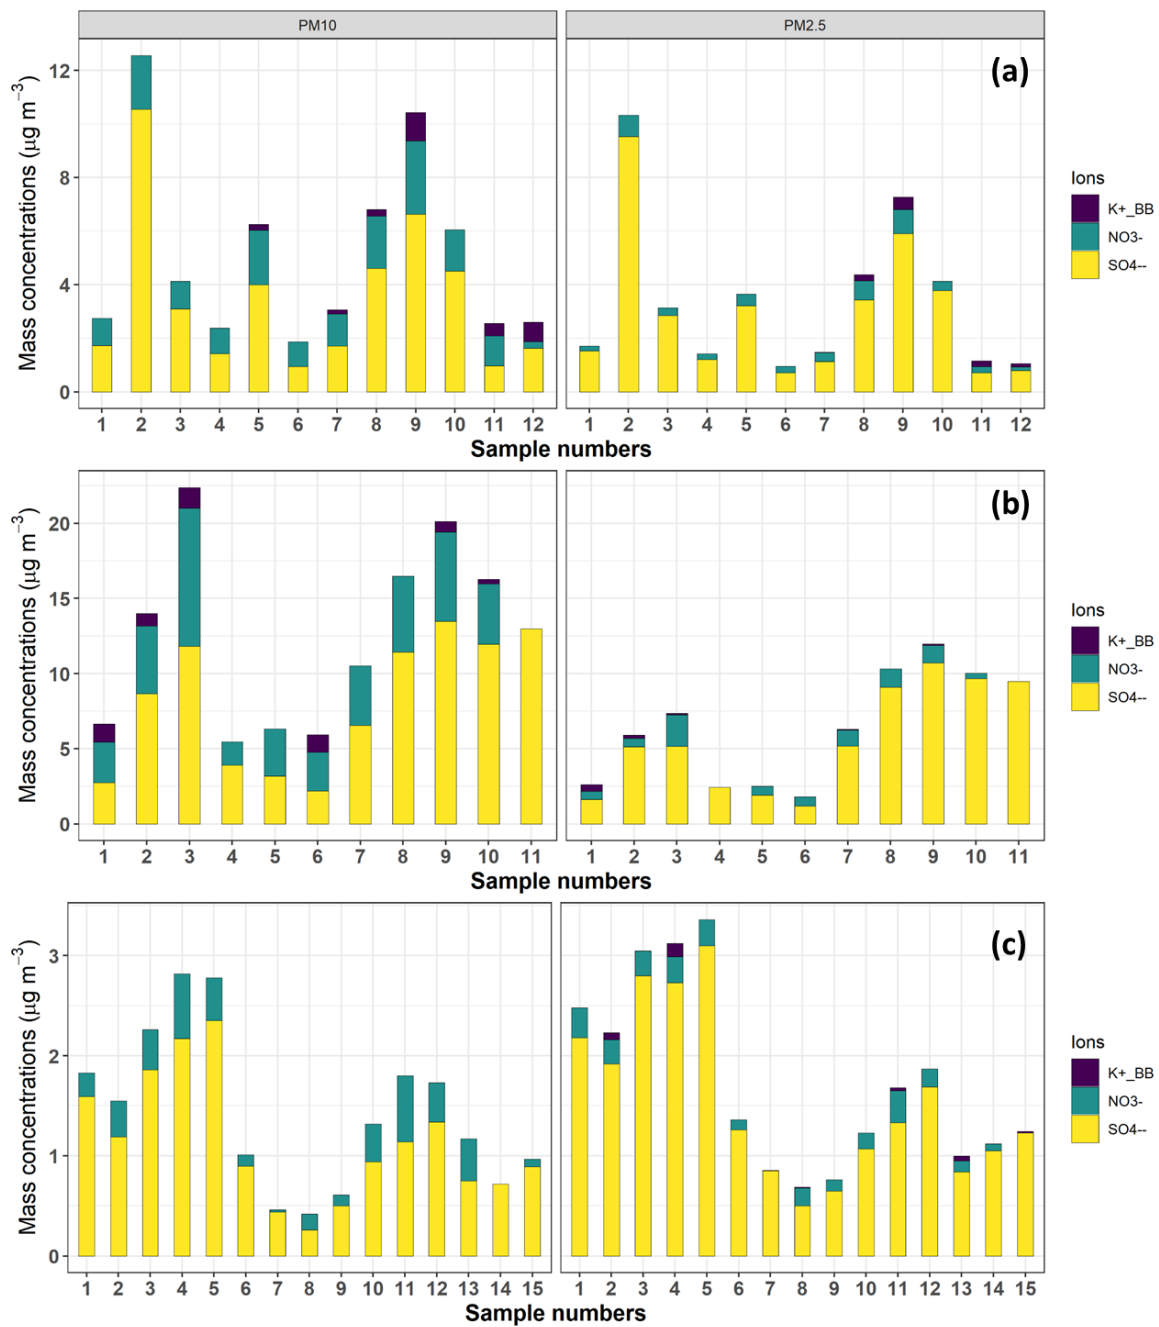 PM10 PM2.5
(a)
Mass concentrations (μg m⁻³)
12
8
4
0
1 2 3 4 5 6 7 8 9 10 11 12 1 2 3 4 5 6 7 8 9 10 11 12
Sample numbers
Ions
K+_BB
NO3-
SO4--
(b)
Mass concentrations (μg m⁻³)
20
15
10
5
0
1 2 3 4 5 6 7 8 9 10 11 1 2 3 4 5 6 7 8 9 10 11
Sample numbers
Ions
K+_BB
NO3-
SO4--
(c)
Mass concentrations (μg m⁻³)
3
2
1
0
1 2 3 4 5 6 7 8 9 10 11 12 13 14 15 1 2 3 4 5 6 7 8 9 10 11 12 13 14 15
Sample numbers
Ions
K+_BB
NO3-
SO4--